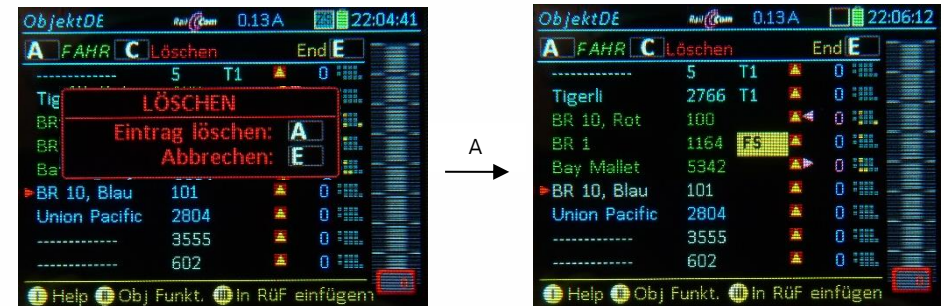 ObjektDE RailCom 0.13A 22:04:41
A FAHR C Löschen End E
------------- 5 T1 0
Tig
LÖSCHEN
BR
Eintrag löschen: A
BR
Abbrechen: E
Ba
BR 10, Blau 101 0
Union Pacific 2804 0
------------- 3555 0
------------- 602 0
I Help II Obj Funkt. III In RüF einfügen
A
ObjektDE RailCom 0.13A 22:06:12
A FAHR C Löschen End E
------------- 5 T1 0
Tigerli 2766 T1 0
BR 10, Rot 100 0
BR 1 1164 FS 0
Bay Mallet 5342 0
BR 10, Blau 101 0
Union Pacific 2804 0
------------- 3555 0
------------- 602 0
I Help II Obj Funkt. III In RüF einfügen